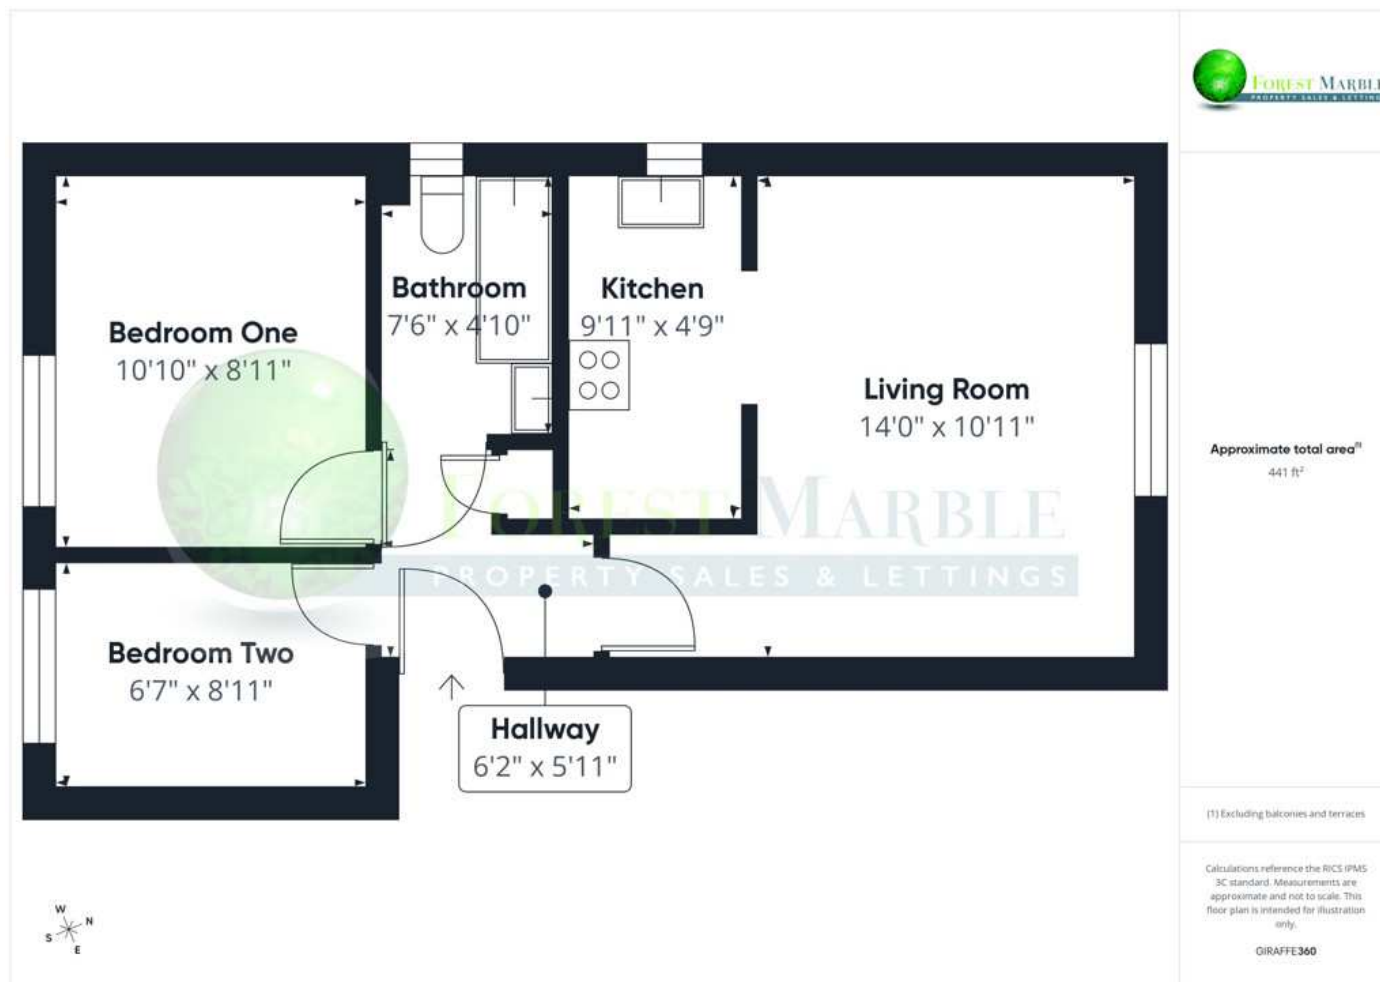 FOREST MARBLE
PROPERTY SALES & LETTINGS
Bedroom One
10'10" x 8'11"
Bathroom
7'6" x 4'10"
Kitchen
9'11" x 4'9"
Living Room
14'0" x 10'11"
FOREST MARBLE
PROPERTY SALES & LETTINGS
Bedroom Two
6'7" x 8'11"
Hallway
6'2" x 5'11"
W
N
S
E
Approximate total area(1)
441 ft²
(1) Excluding balconies and terraces
Calculations reference the RICS IPMS
3C standard. Measurements are
approximate and not to scale. This
floor plan is intended for illustration
only.
GIRAFFE360